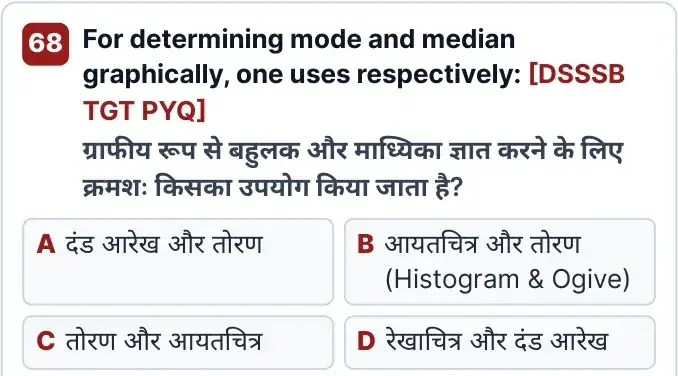 68 For determining mode and median
graphically, one uses respectively: [DSSSB
TGT PYQ]
ग्राफीय रूप से बहुलक और माध्यिका ज्ञात करने के लिए
क्रमशः किसका उपयोग किया जाता है?
A दंड आरेख और तोरण
B आयतचित्र और तोरण
(Histogram & Ogive)
C तोरण और आयतचित्र
D रेखाचित्र और दंड आरेख